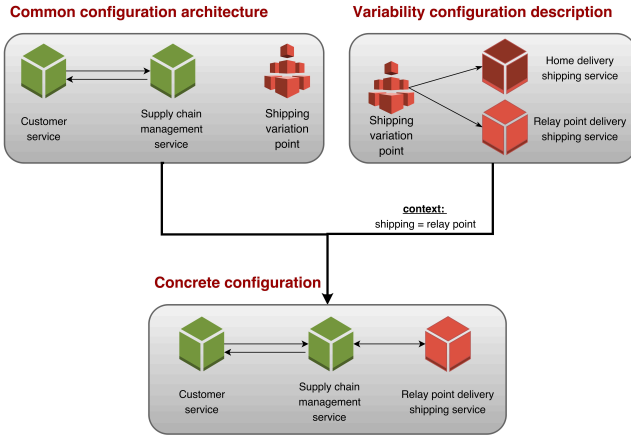 Common configuration architecture
Customer
service
Supply chain
management
service
Shipping
variation
point
Variability configuration description
Shipping
variation
point
Home delivery
shipping service
Relay point delivery
shipping service
context:
shipping = relay point
Concrete configuration
Customer
service
Supply chain
management
service
Relay point delivery
shipping service